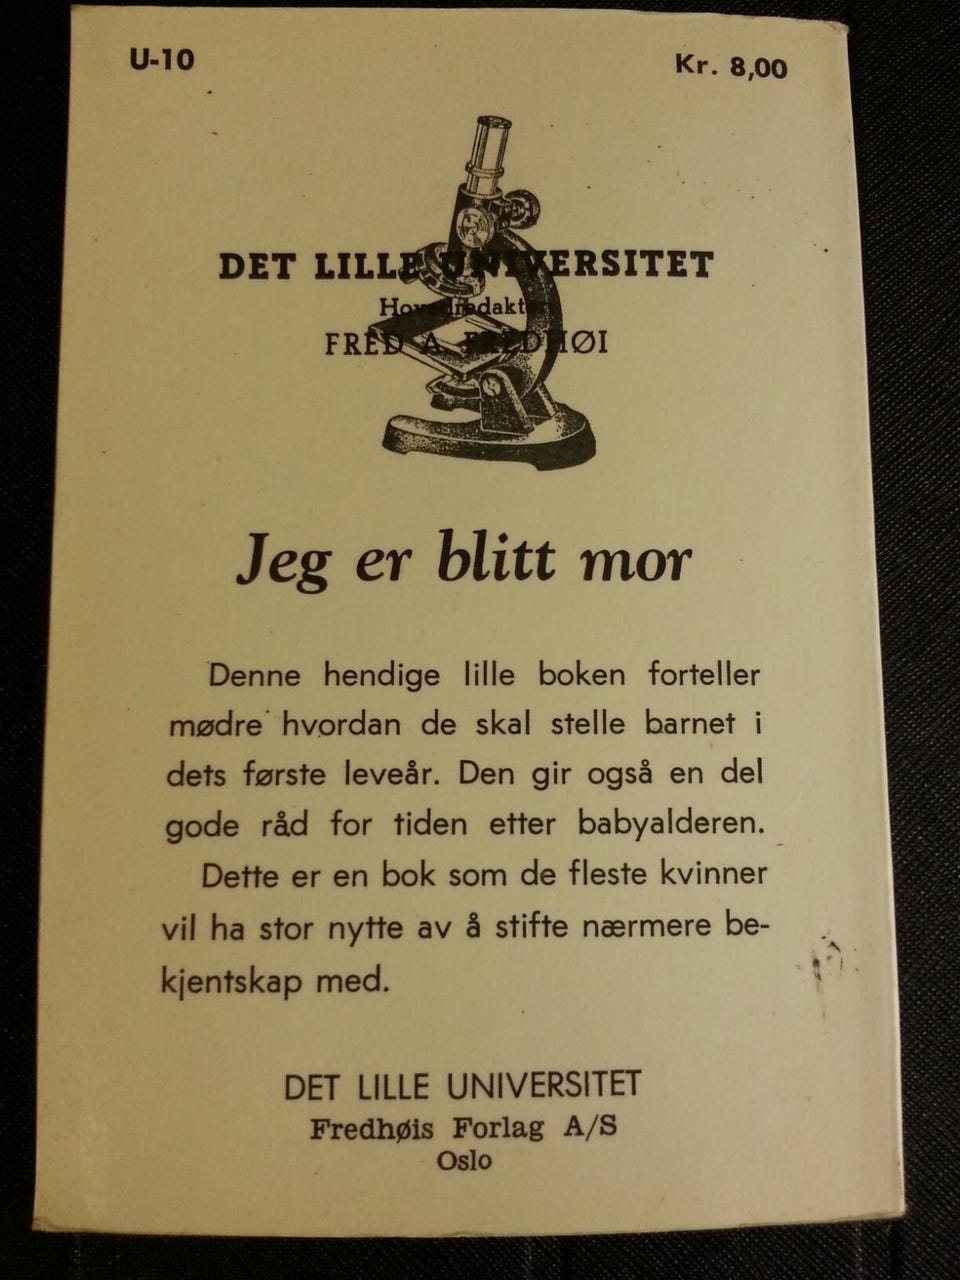 U-10
Kr. 8,00
DET LILLE UNIVERSITET
Hovedredaktør
FRED A. FREDHØI
Jeg er blitt mor
Denne hendige lille boken forteller
mødre hvordan de skal stelle barnet i
dets første leveår. Den gir også en del
gode råd for tiden etter babyalderen.
Dette er en bok som de fleste kvinner
vil ha stor nytte av å stifte nærmere be-
kjentskap med.
DET LILLE UNIVERSITET
Fredhøis Forlag A/S
Oslo